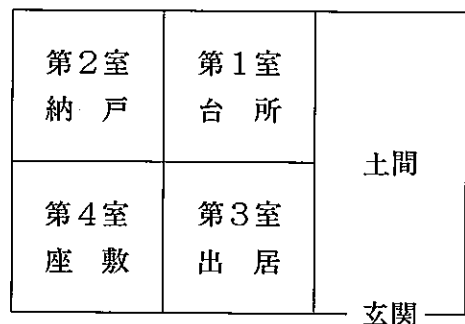 第2室
納戸
第1室
台所
土間
第4室
座敷
第3室
出居
玄関